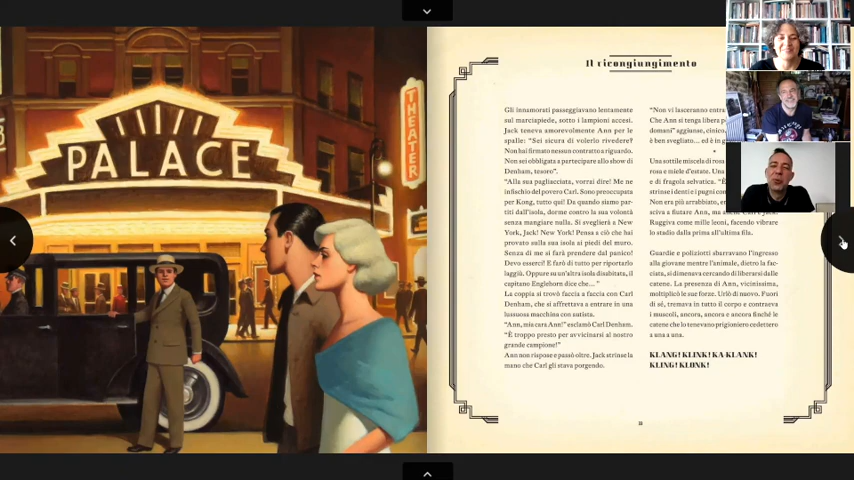 PALACE
THEATER
Il ricongiungimento
Gli innamorati passeggiavano lentamente
sul marciapiede, sotto i lampioni accesi.
Jack teneva amorevolmente Ann per le
spalle: "Sei sicura di volerlo rivedere?
Non hai firmato nessun contratto a riguardo.
Non sei obbligata a partecipare allo show di
Denham, tesoro".
"Alla sua pagliacciata, vorrai dire! Me ne
infischio del povero Carl. Sono preoccupata
per Kong, tutto qui! Da quando siamo par-
titi dall'isola, dorme contro la sua volontà
senza mangiare nulla. Si sveglierà a New
York, Jack! New York! Pensa a ciò che hai
provato sulla sua isola ai piedi del muro.
Senza di me si farà prendere dal panico!
Devo esserci! E farò di tutto per riportarlo
laggiù. Oppure su un'altra isola disabitata, il
capitano Englehorn dice che... "
La coppia si trovò faccia a faccia con Carl
Denham, che si affrettava a entrare in una
lussuosa macchina con autista.
"Ann, mia cara Ann!" esclamò Carl Denham.
"È troppo presto per avvicinarsi al nostro
grande campione!"
Ann non rispose e passò oltre. Jack strinse la
mano che Carl gli stava porgendo.
"Non vi lasceranno entra
Che Ann si tenga libera p
domani" aggiunse, cinico,
è ben svegliato... ed è in g
Una sottile miscela di rosa
rosa e miele d'estate. Una
e di fragola selvatica. "È
Non era più arrabbiato, er
sciva a fiutare Ann, ma anche Carl e Jack.
Ruggiva come mille leoni, facendo vibrare
lo stadio dalla prima all'ultima fila.
Guardie e poliziotti sbarravano l'ingresso
alla giovane mentre l'animale, dietro la fac-
ciata, si dimenava cercando di liberarsi dalle
catene. La presenza di Ann, vicinissima,
moltiplicò le sue forze. Urlò di nuovo. Fuori
di sé, tremava in tutto il corpo e contraeva
i muscoli, ancora, ancora e ancora finché le
catene che lo tenevano prigioniero cedettero
a una a una.
KLANG! KLINK! KA-KLANK!
KLING! KLONK!